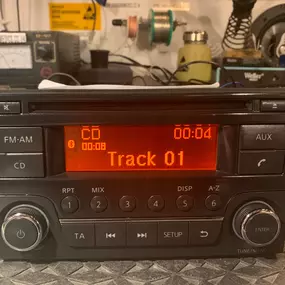 FM-AM
CD
CD 00:04
00:08
Track 01
AUX
RPT MIX DISP A-Z
1 2 3 4 5 6
TA SETUP
Weller